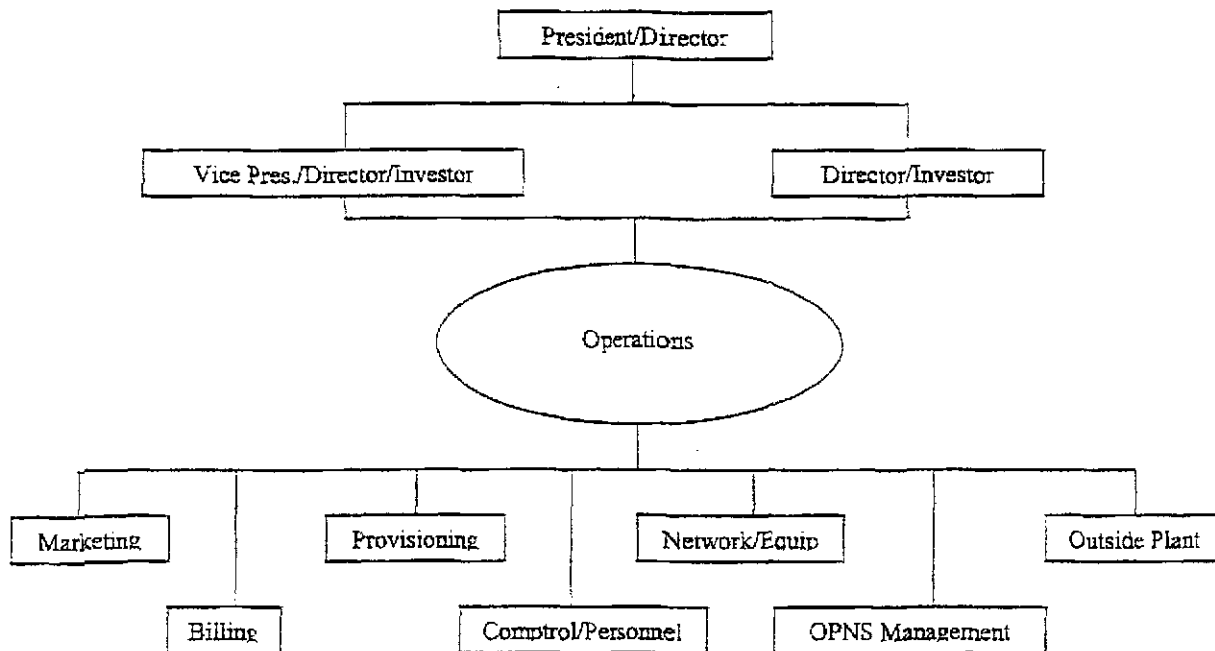 President/Director
Vice Pres./Director/Investor
Director/Investor
Operations
Marketing
Provisioning
Network/Equip
Outside Plant
Billing
Comptrol/Personnel
OPNS Management